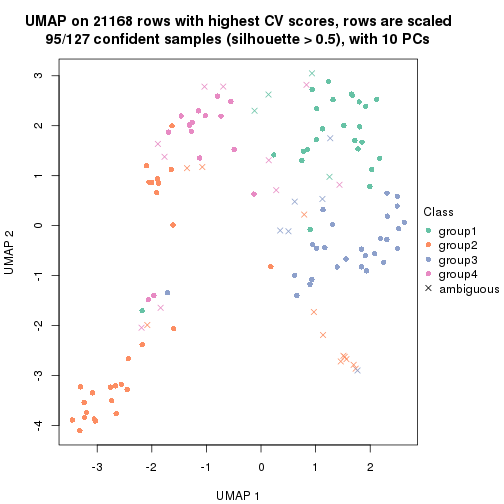 UMAP on 21168 rows with highest CV scores, rows are scaled
95/127 confident samples (silhouette > 0.5), with 10 PCs
3
2
1
0
-1
-2
-3
-4
UMAP 2
-3
-2
-1
0
1
2
UMAP 1
Class
group1
group2
group3
group4
ambiguous